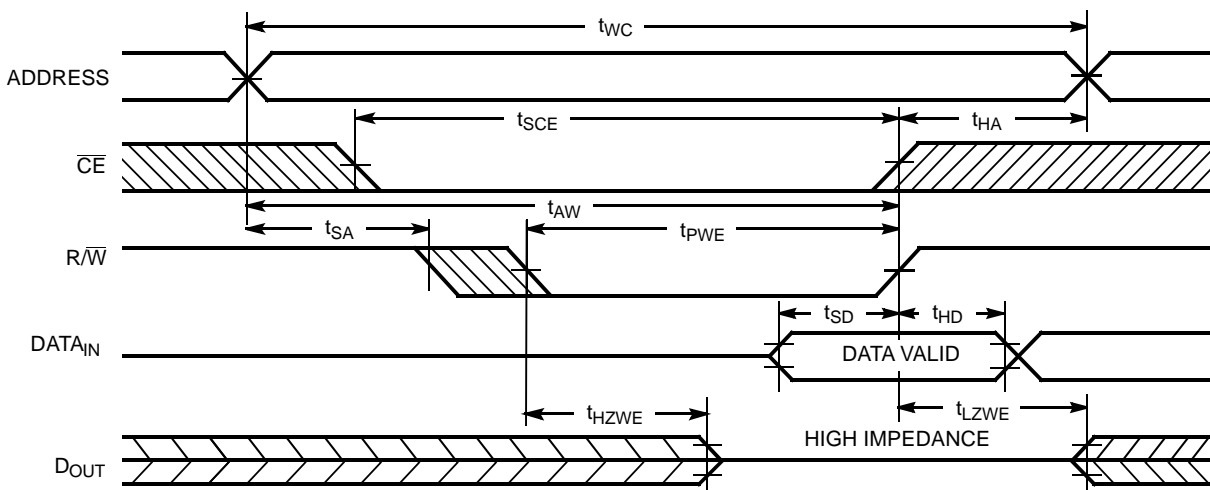 tWC
ADDRESS
tSCE
tHA
CE
tAW
tSA
tPWE
R/W
tSD
tHD
DATAIN
DATA VALID
tHZWE
tLZWE
HIGH IMPEDANCE
DOUT